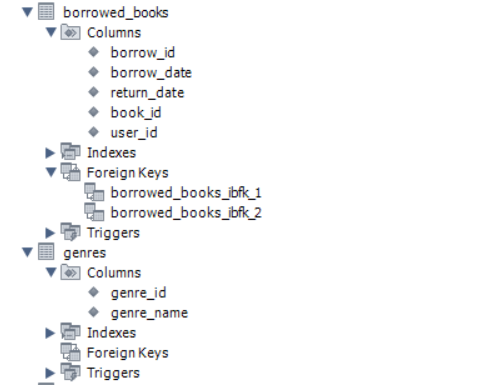 borrowed_books
Columns
borrow_id
borrow_date
return_date
book_id
user_id
Indexes
Foreign Keys
borrowed_books_ibfk_1
borrowed_books_ibfk_2
Triggers
genres
Columns
genre_id
genre_name
Indexes
Foreign Keys
Triggers